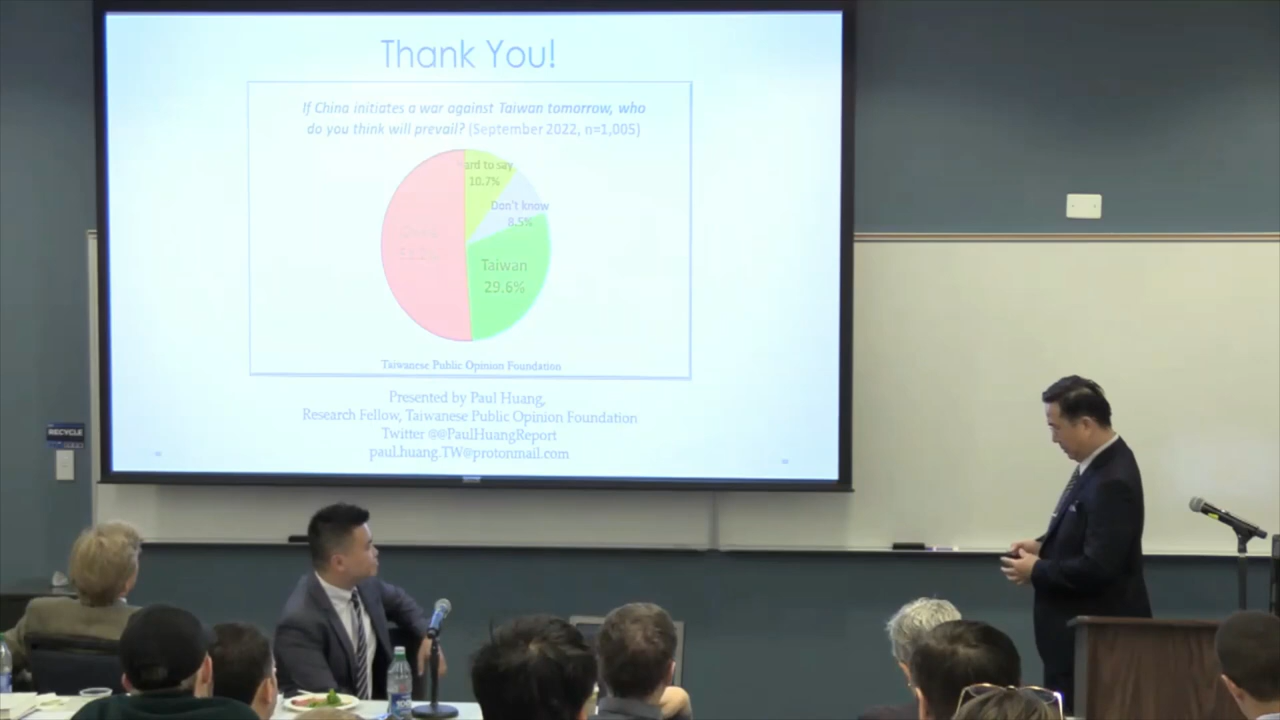 Thank You!
If China initiates a war against Taiwan tomorrow, who
do you think will prevail? (September 2022, n=1,005)
ard to say
10.7%
Don't know
8.5%
Taiwan
29.6%
Taiwanese Public Opinion Foundation
Presented by Paul Huang,
Research Fellow, Taiwanese Public Opinion Foundation
Twitter @@PaulHuangReport
paul.huang.TW@protonmail.com
RECYCLE